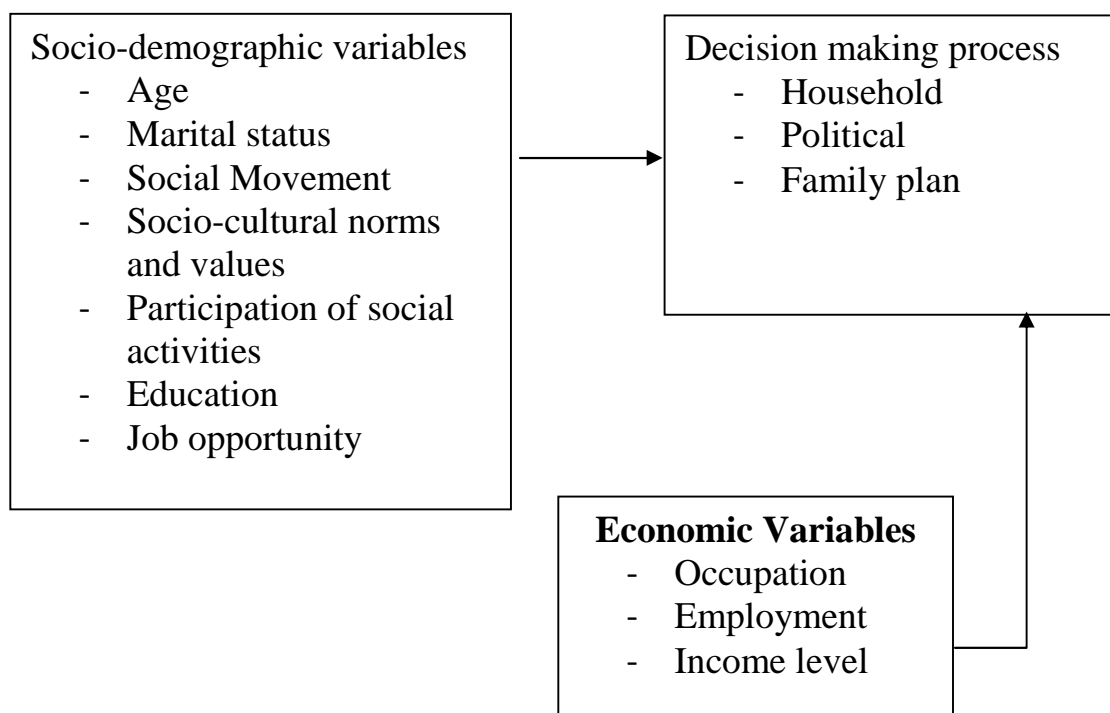 Socio-demographic variables
- Age
- Marital status
- Social Movement
- Socio-cultural norms
and values
- Participation of social
activities
- Education
- Job opportunity
Decision making process
- Household
- Political
- Family plan
Economic Variables
- Occupation
- Employment
- Income level